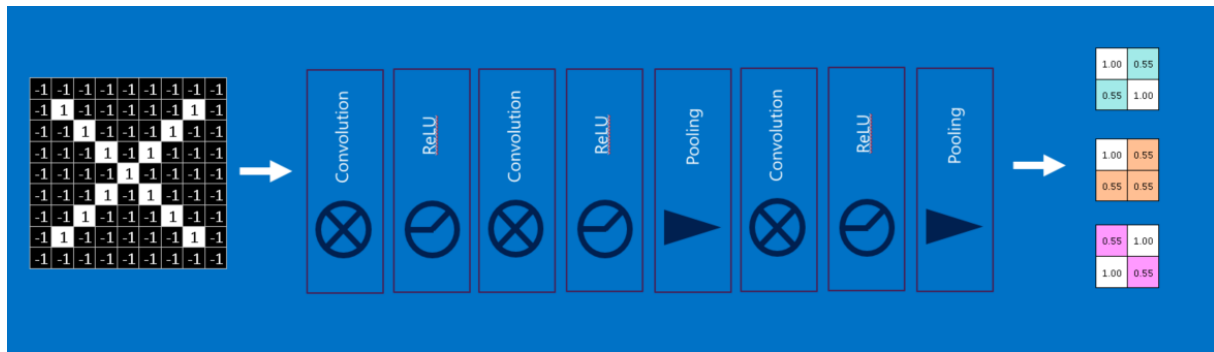 -1 -1 -1 -1 -1 -1 -1 -1 -1
-1 1 -1 -1 -1 -1 -1 1 -1
-1 -1 1 -1 -1 -1 1 -1 -1
-1 -1 -1 1 -1 1 -1 -1 -1
-1 -1 -1 -1 1 -1 -1 -1 -1
-1 -1 -1 1 -1 1 -1 -1 -1
-1 -1 1 -1 -1 -1 1 -1 -1
-1 1 -1 -1 -1 -1 -1 1 -1
-1 -1 -1 -1 -1 -1 -1 -1 -1
Convolution
ReLU
Convolution
ReLU
Pooling
Convolution
ReLU
Pooling
1.00 0.55
0.55 1.00
1.00 0.55
0.55 0.55
0.55 1.00
1.00 0.55